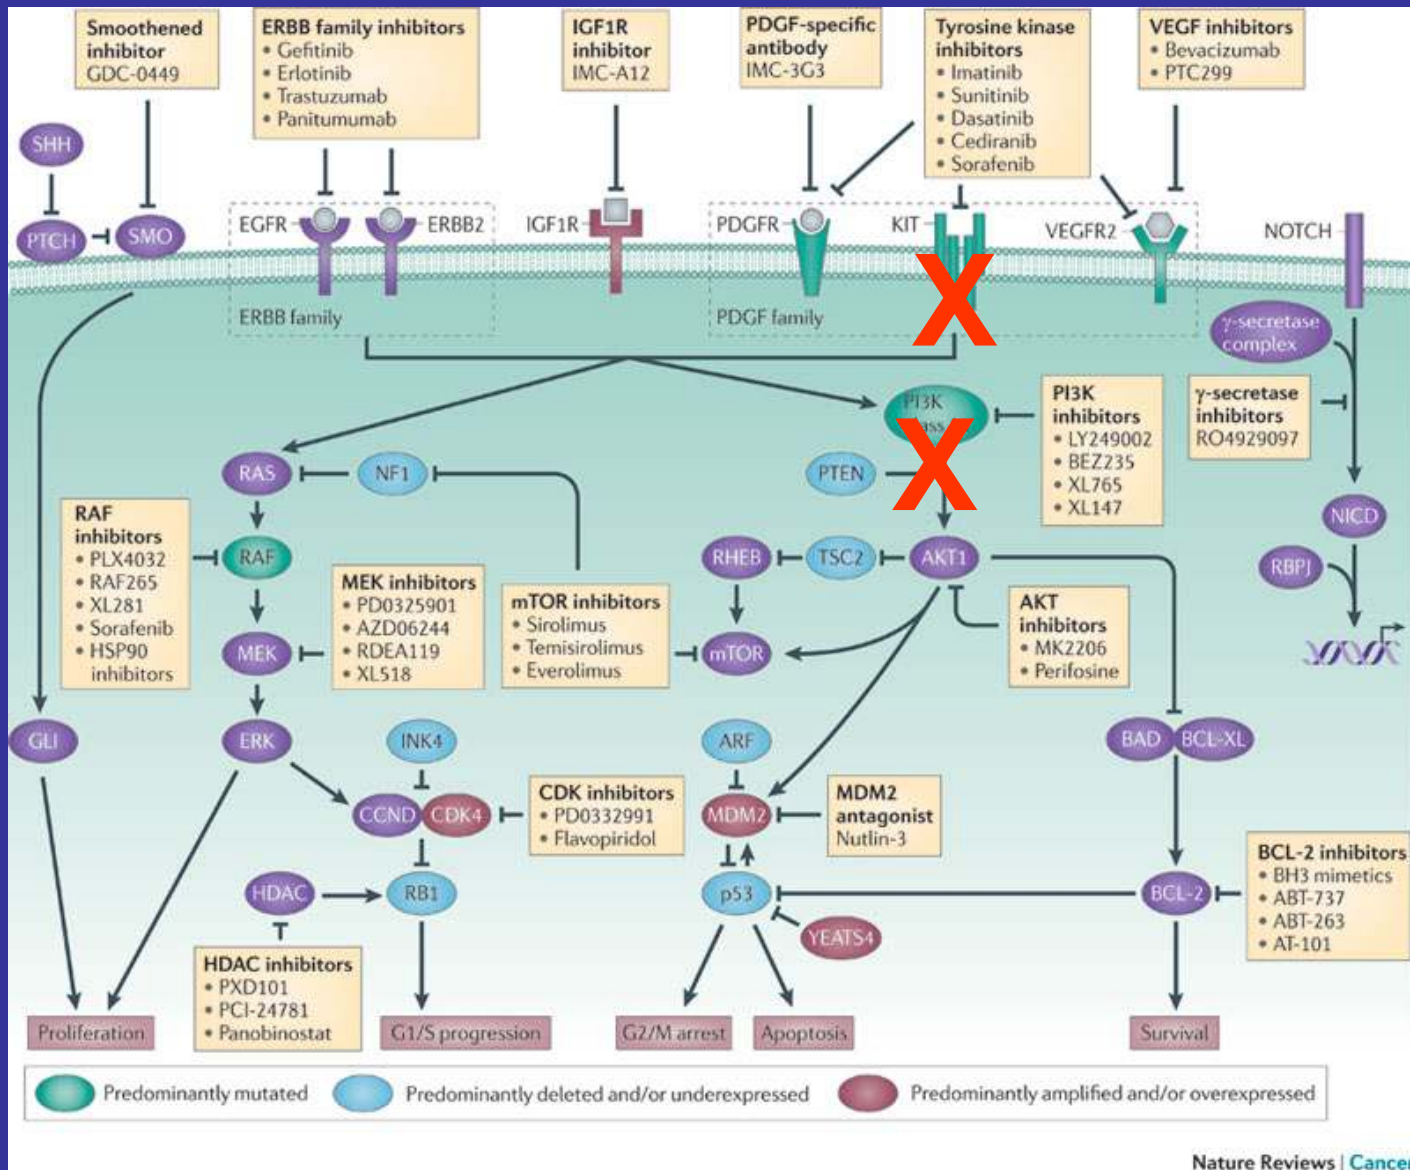 Smoothened
inhibitor
GDC-0449
ERBB family inhibitors
• Gefitinib
• Erlotinib
• Trastuzumab
• Panitumumab
IGF1R
inhibitor
IMC-A12
PDGF-specific
antibody
IMC-3G3
Tyrosine kinase
inhibitors
• Imatinib
• Sunitinib
• Dasatinib
• Cediranib
• Sorafenib
VEGF inhibitors
• Bevacizumab
• PTC299
SHH
PTCH
SMO
EGFR
ERBB2
IGF1R
PDGFR
KIT
VEGFR2
NOTCH
ERBB family
PDGF family
X
γ-secretase
complex
PI3K
X
PI3K
inhibitors
• LY249002
• BEZ235
• XL765
• XL147
γ-secretase
inhibitors
RO4929097
RAS
NF1
PTEN
NICD
RBPJ
RAF
inhibitors
• PLX4032
• RAF265
• XL281
• Sorafenib
• HSP90
inhibitors
RAF
RHEB
TSC2
AKT1
MEK inhibitors
• PD0325901
• AZD06244
• RDEA119
• XL518
mTOR inhibitors
• Sirolimus
• Temisirolimus
• Everolimus
AKT
inhibitors
• MK2206
• Perifosine
MEK
mTOR
GLI
ERK
INK4
ARF
BAD
BCL-XL
CCND
CDK4
CDK inhibitors
• PD0332991
• Flavopiridol
MDM2
MDM2
antagonist
Nutlin-3
BCL-2 inhibitors
• BH3 mimetics
• ABT-737
• ABT-263
• AT-101
HDAC
RB1
p53
BCL-2
YEATS4
HDAC inhibitors
• PXD101
• PCI-24781
• Panobinostat
Proliferation
G1/S progression
G2/M arrest
Apoptosis
Survival
Predominantly mutated
Predominantly deleted and/or underexpressed
Predominantly amplified and/or overexpressed
Nature Reviews | Cancer